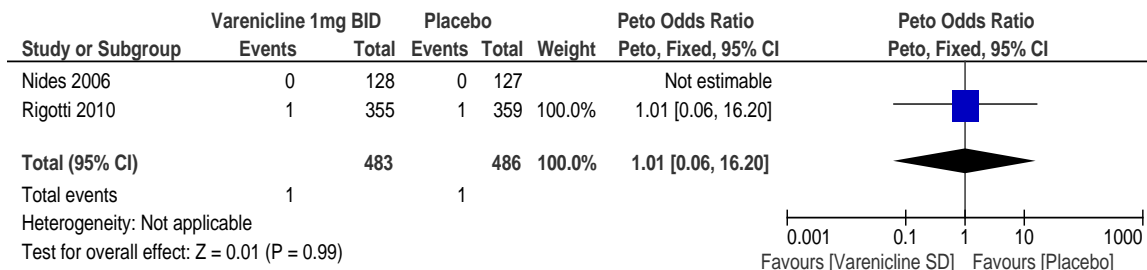 Varenicline 1mg BID Placebo Peto Odds Ratio Peto Odds Ratio
Study or Subgroup Events Total Events Total Weight Peto, Fixed, 95% CI Peto, Fixed, 95% CI
Nides 2006 0 128 0 127 Not estimable
Rigotti 2010 1 355 1 359 100.0% 1.01 [0.06, 16.20]
Total (95% CI) 483 486 100.0% 1.01 [0.06, 16.20]
Total events 1 1
Heterogeneity: Not applicable
Test for overall effect: Z = 0.01 (P = 0.99)
0.001 0.1 1 10 1000
Favours [Varenicline SD] Favours [Placebo]